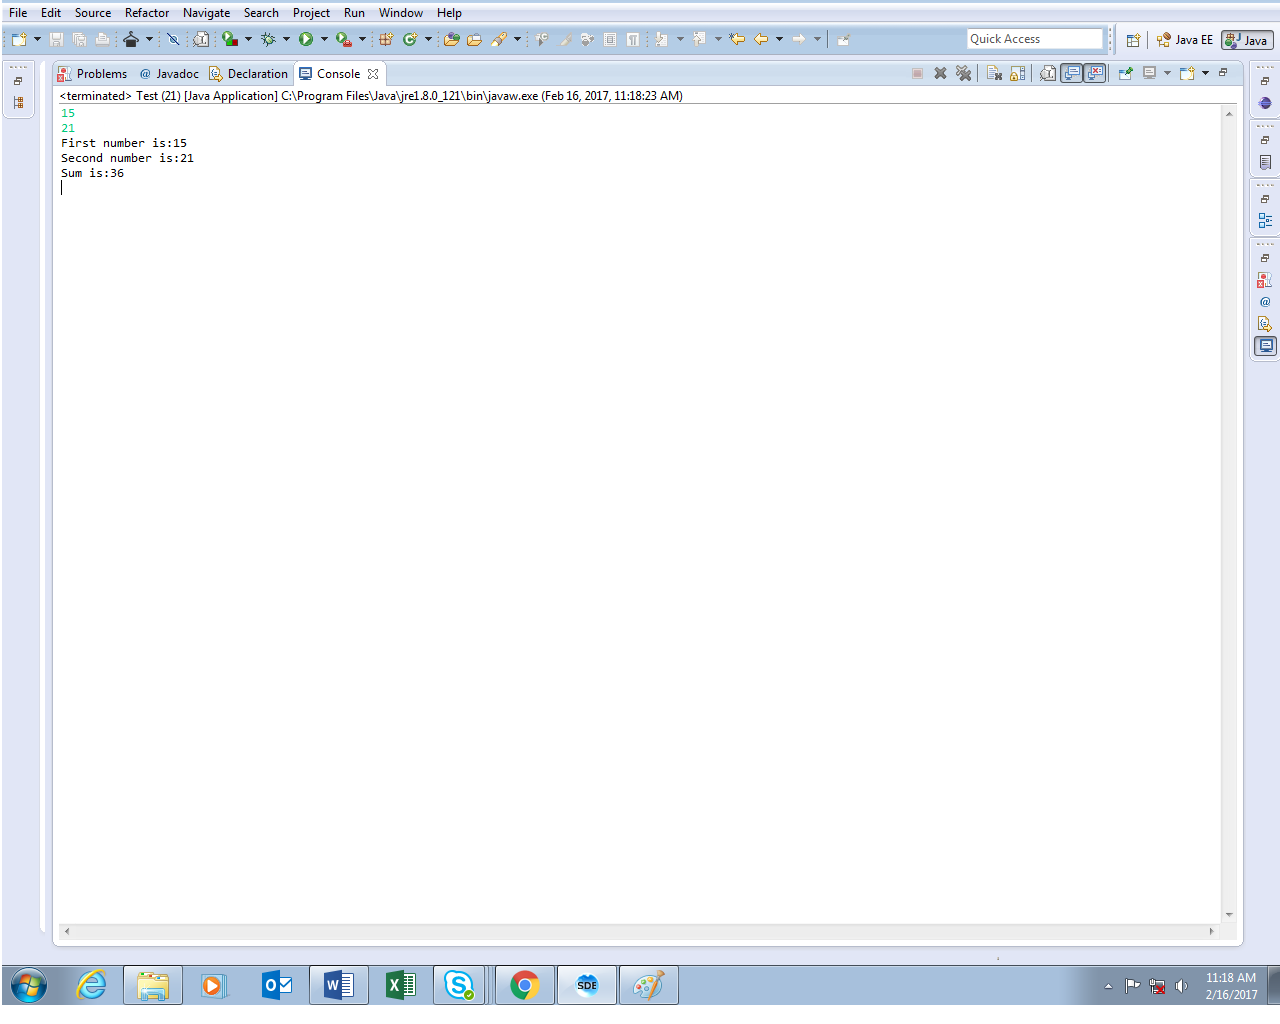 File Edit Source Refactor Navigate Search Project Run Window Help
Quick Access Java EE Java
Problems @ Javadoc Declaration Console
<terminated> Test (21) [Java Application] C:\Program Files\Java\jre1.8.0_121\bin\javaw.exe (Feb 16, 2017, 11:18:23 AM)
15
21
First number is:15
Second number is:21
Sum is:36
SDE
11:18 AM
2/16/2017